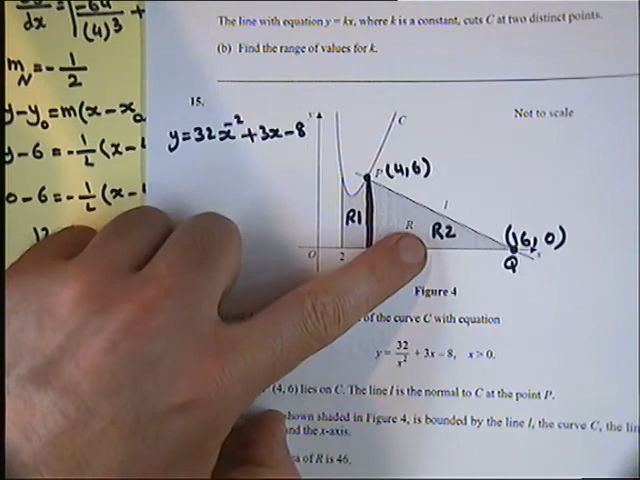 dx = -64/(4)³ +
m_N = -1/2
y-y₀=m(x-x₀
y-6=-1/2(x-
0-6=-1/2(x-
12
The line with equation y = kx, where k is a constant, cuts C at two distinct points.
(b) Find the range of values for k.
15.
Not to scale
y=32x⁻²+3x-8
y
C
P (4,6)
l
R1
R
R2
(16,0)
O
2
Q
x
Figure 4
of the curve C with equation
y = 32/x² + 3x - 8, x > 0.
(4, 6) lies on C. The line l is the normal to C at the point P.
shown shaded in Figure 4, is bounded by the line l, the curve C, the
and the x-axis.
of R is 46.